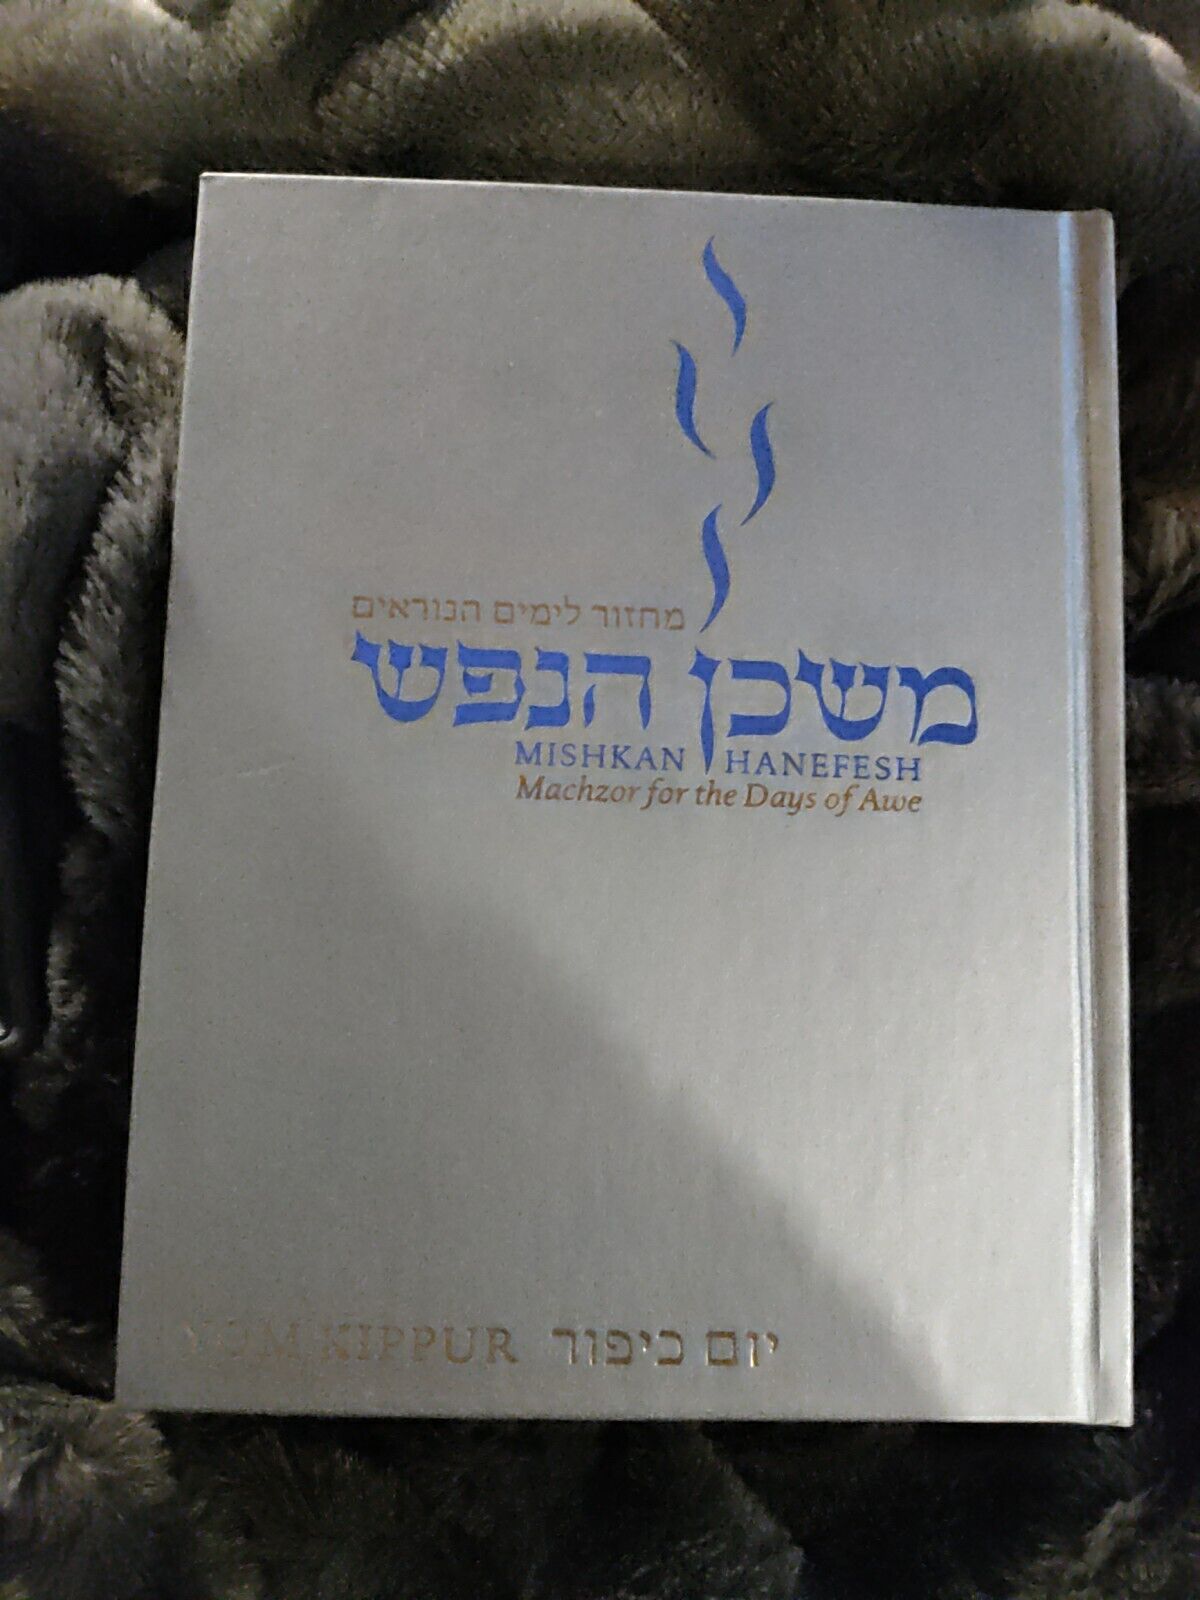 מחזור לימים הנוראים
משכן הנפש
MISHKAN HANEFESH
Machzor for the Days of Awe
YOM KIPPUR יום כיפור